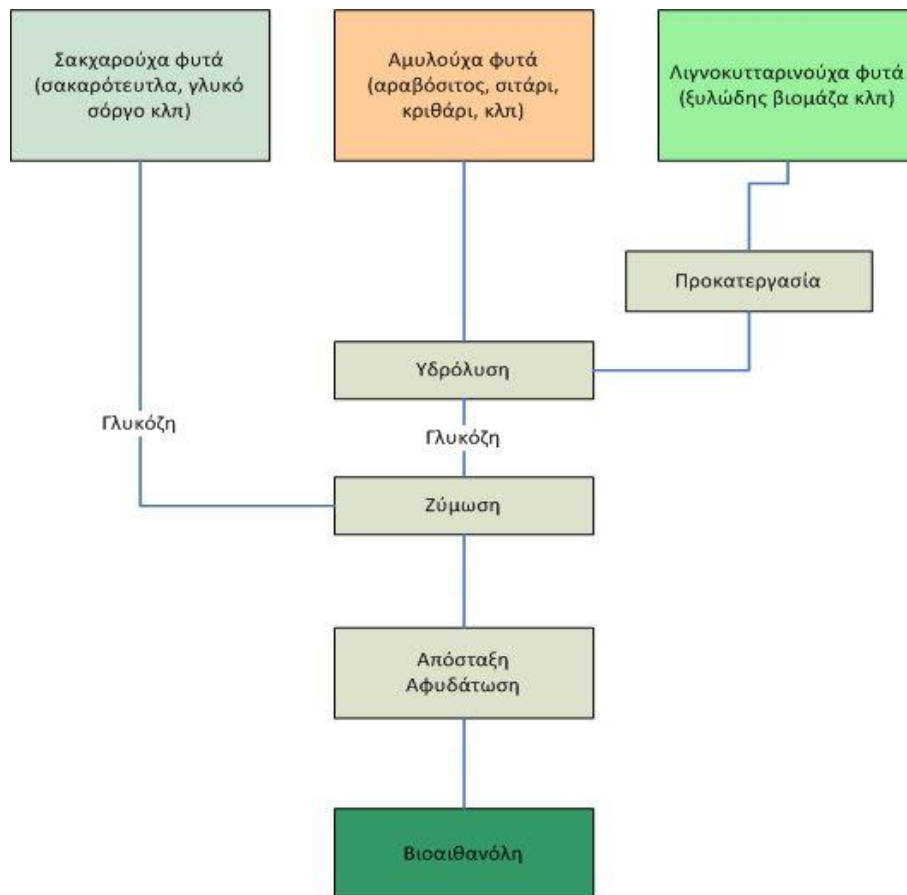 Σακχαρούχα φυτά
(σακαρότευτλα, γλυκό
σόργο κλπ)
Αμυλούχα φυτά
(αραβόσιτος, σιτάρι,
κριθάρι, κλπ)
Λιγνοκυτταρινούχα φυτά
(ξυλώδης βιομάζα κλπ)
Προκατεργασία
Υδρόλυση
Γλυκόζη
Γλυκόζη
Ζύμωση
Απόσταξη
Αφυδάτωση
Βιοαιθανόλη